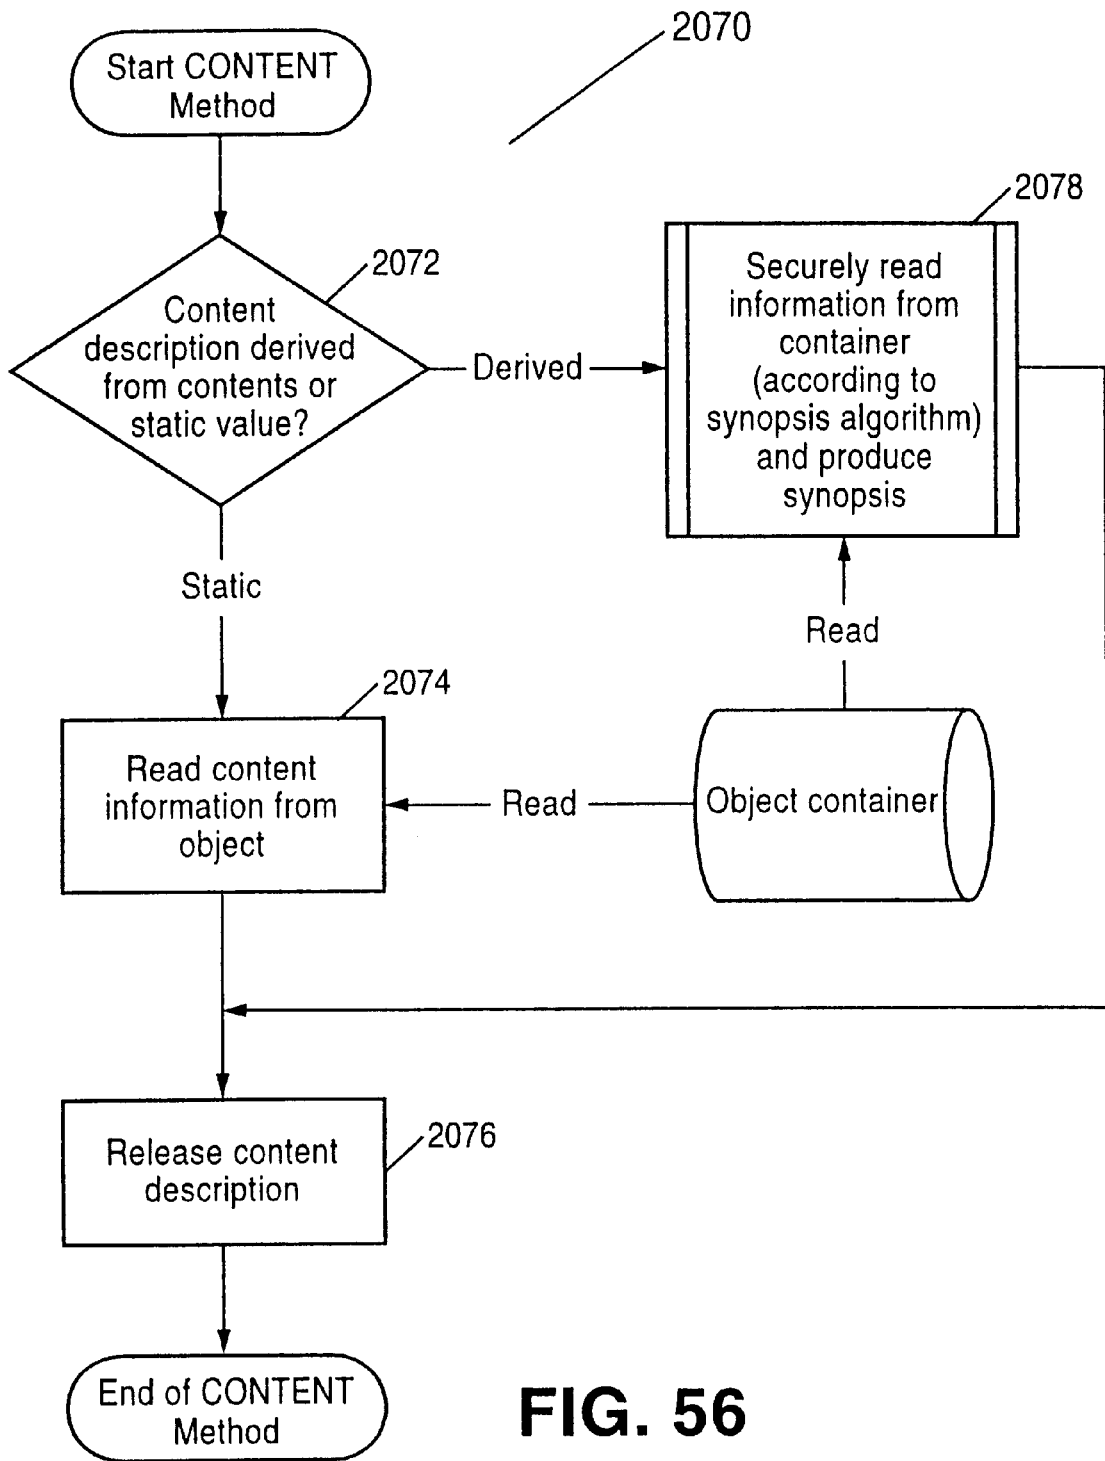 2070
Start CONTENT
Method
2078
2072
Content
description derived
from contents or
static value?
Derived
Securely read
information from
container
(according to
synopsis algorithm)
and produce
synopsis
Static
Read
2074
Read content
information from
object
Read
Object container
2076
Release content
description
End of CONTENT
Method
FIG. 56